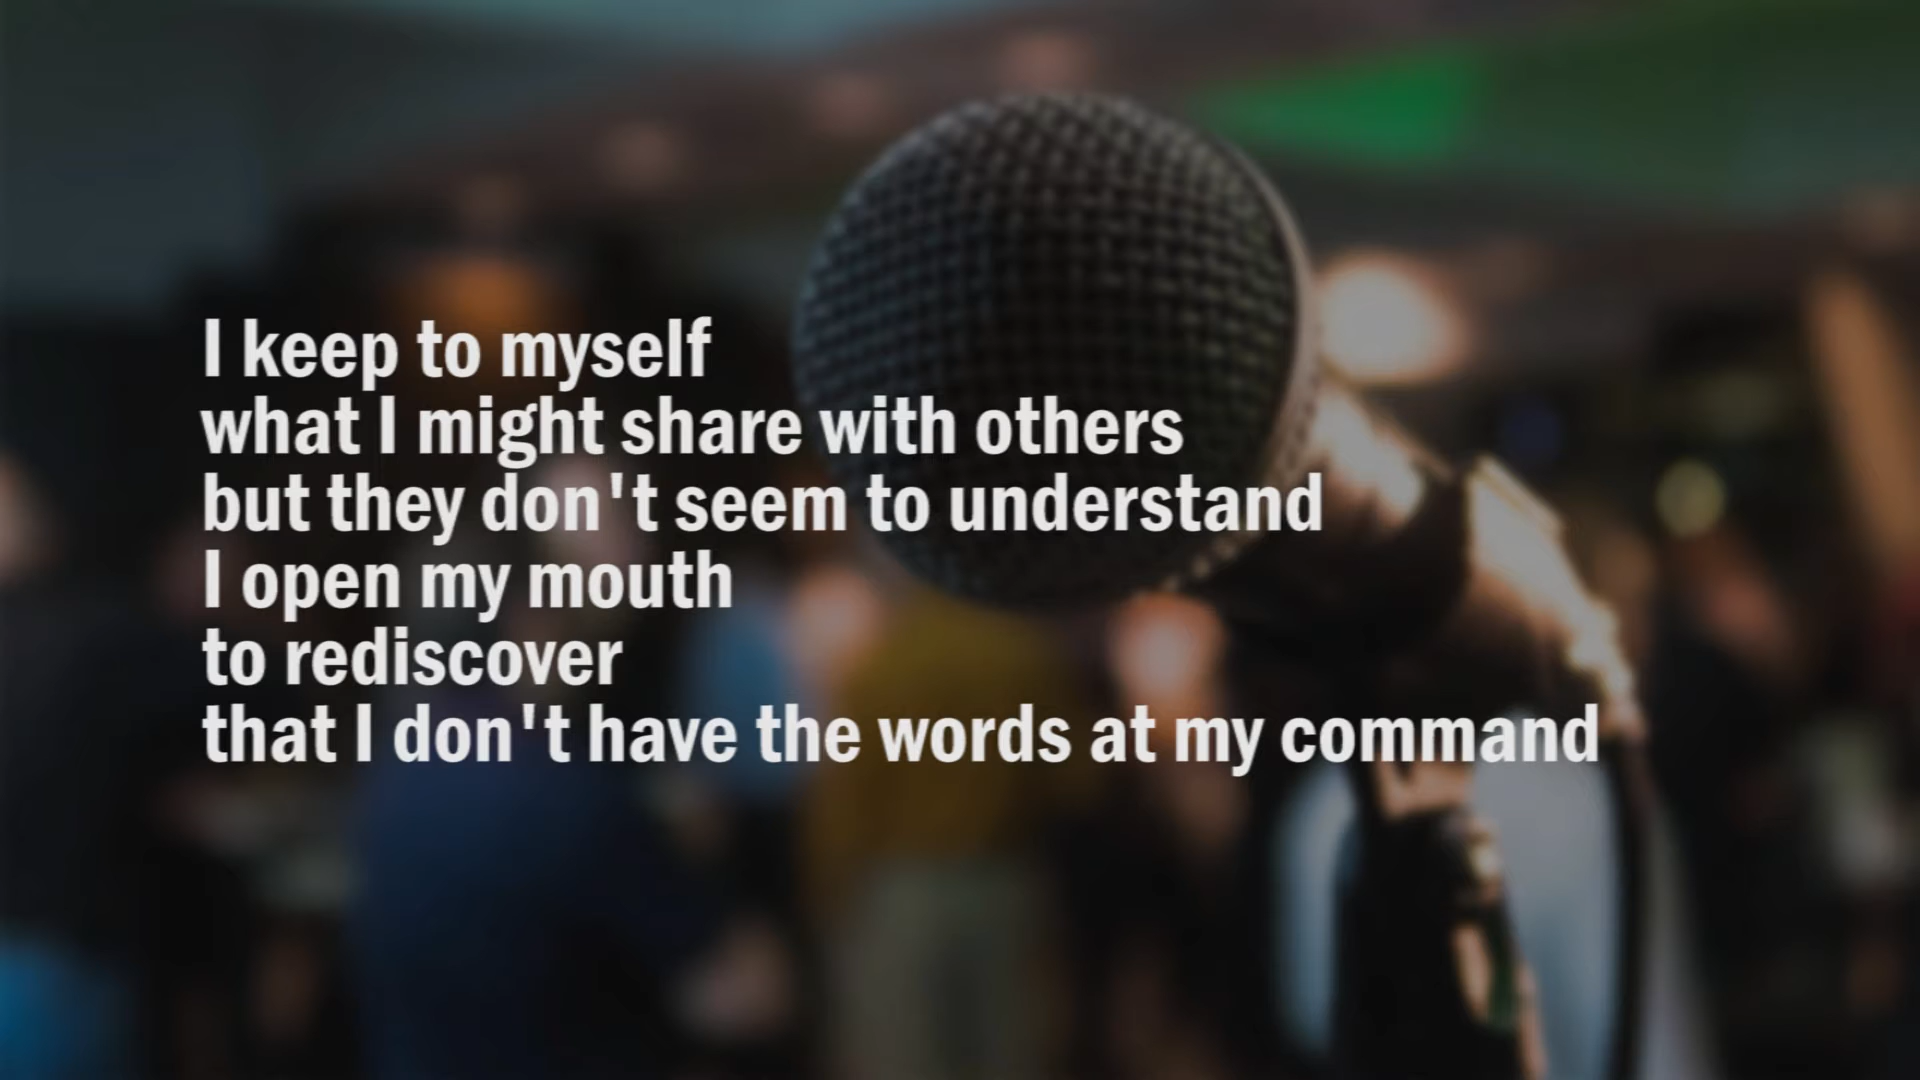 I keep to myself
what I might share with others
but they don't seem to understand
I open my mouth
to rediscover
that I don't have the words at my command